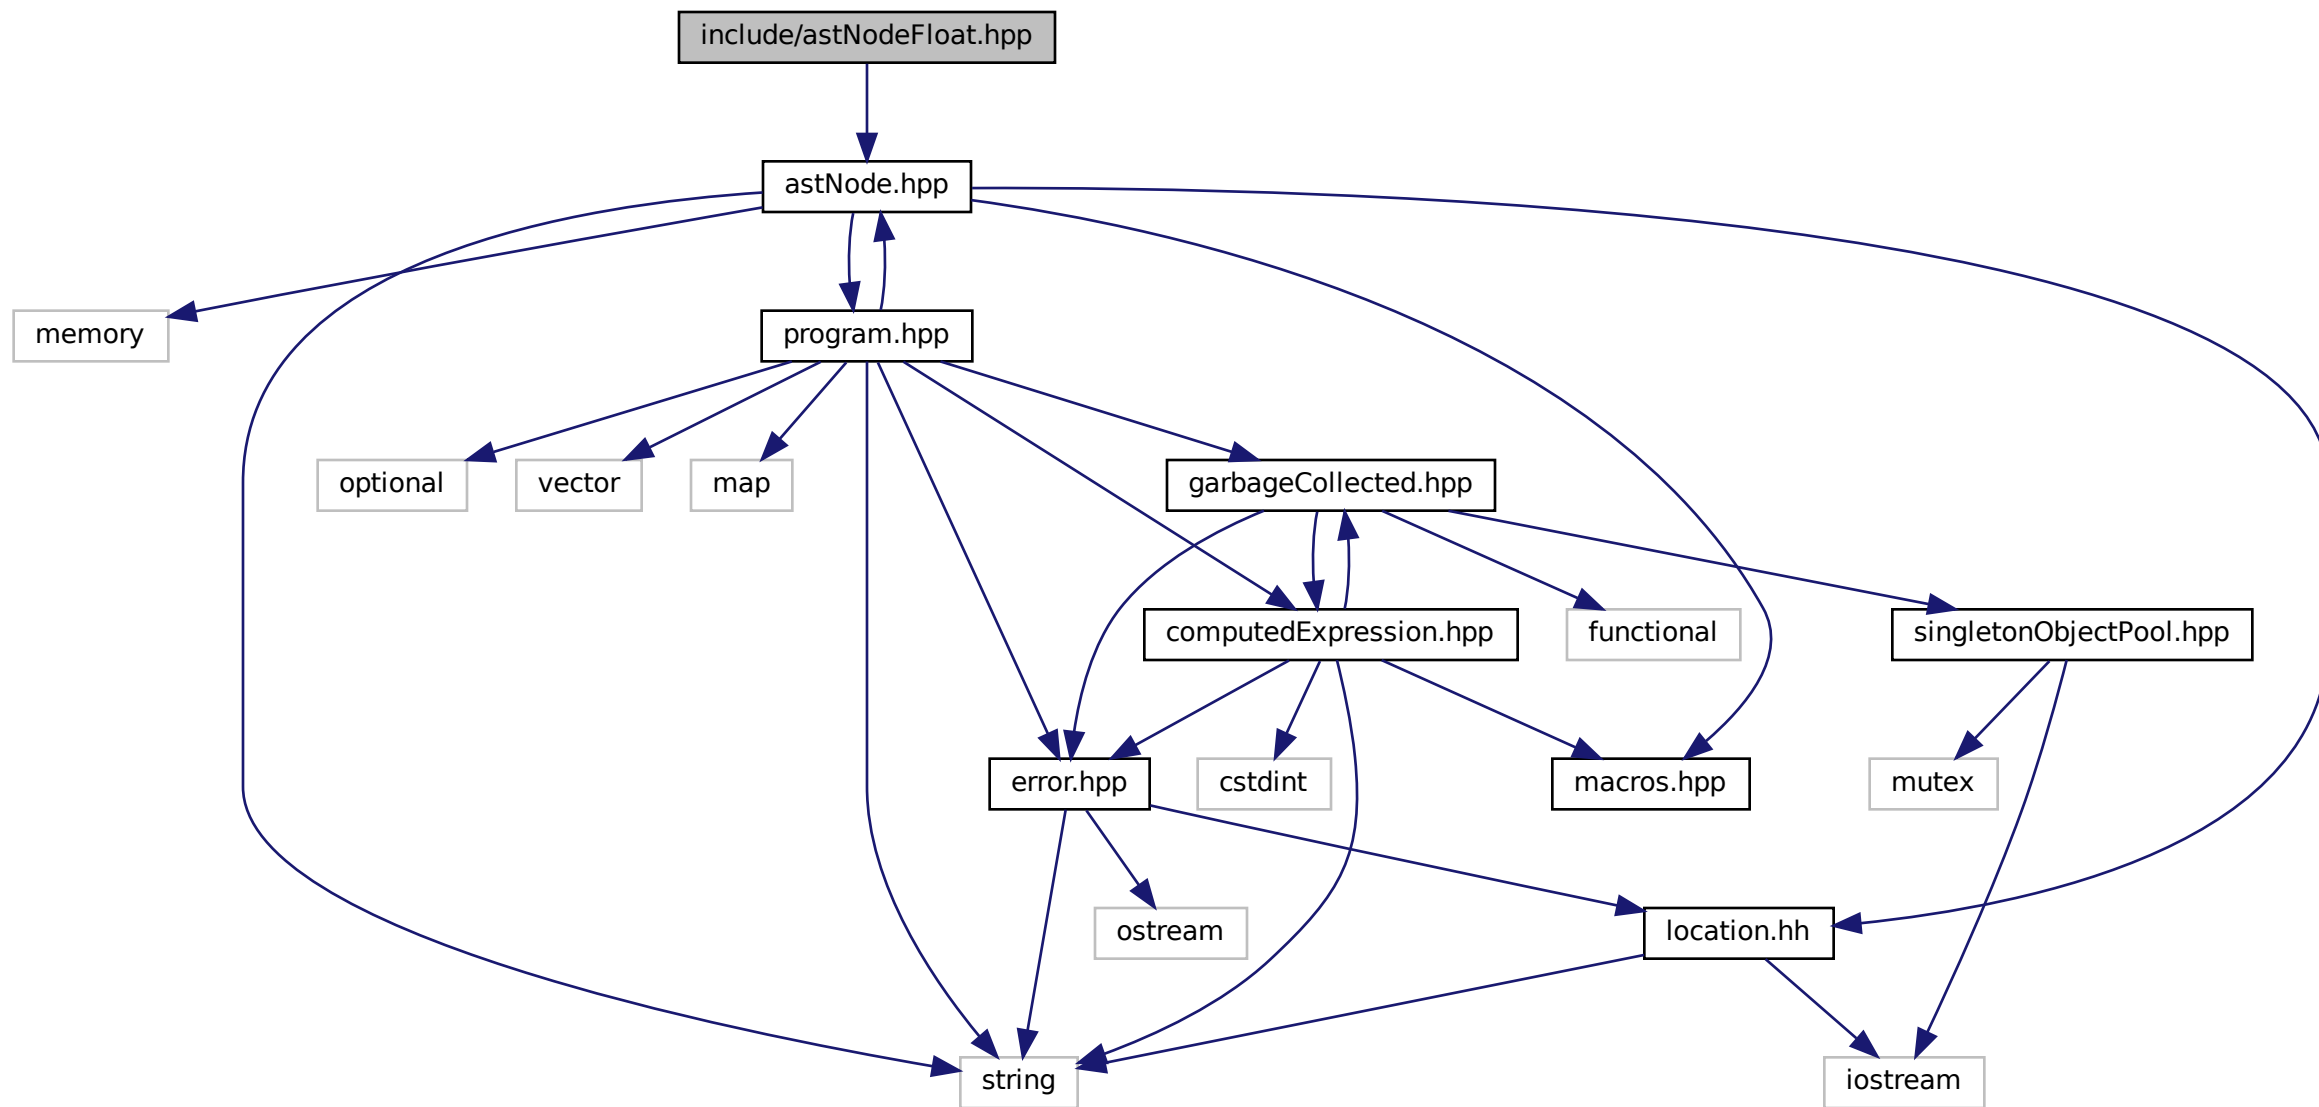 include/astNodeFloat.hpp
astNode.hpp
memory
program.hpp
optional
vector
map
garbageCollected.hpp
computedExpression.hpp
functional
singletonObjectPool.hpp
error.hpp
cstdint
macros.hpp
mutex
ostream
location.hh
string
iostream